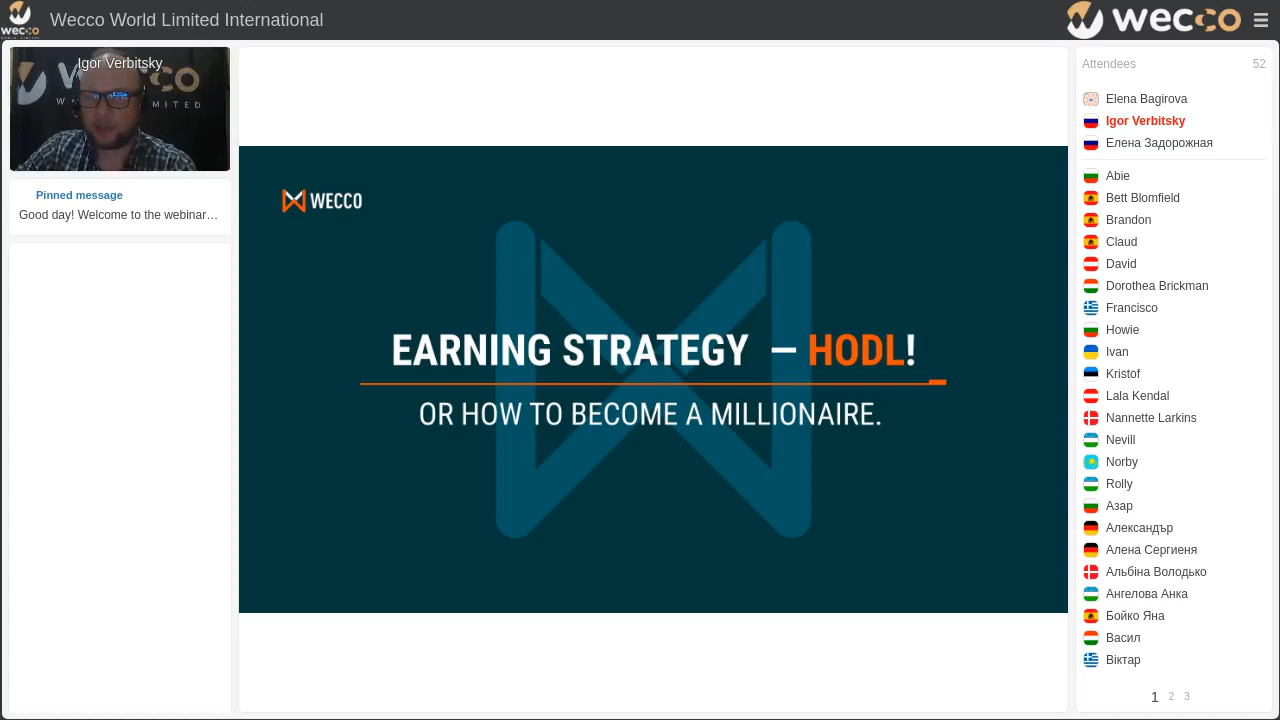 wecco
Wecco World Limited International
wecco
Igor Verbitsky
Pinned message
Good day! Welcome to the webinar…
WECCO
EARNING STRATEGY – HODL!
OR HOW TO BECOME A MILLIONAIRE.
Attendees 52
Elena Bagirova
Igor Verbitsky
Елена Задорожная
Abie
Bett Blomfield
Brandon
Claud
David
Dorothea Brickman
Francisco
Howie
Ivan
Kristof
Lala Kendal
Nannette Larkins
Nevill
Norby
Rolly
Азар
Александър
Алена Сергиеня
Альбіна Володько
Ангелова Анка
Бойко Яна
Васил
Віктар
1 2 3